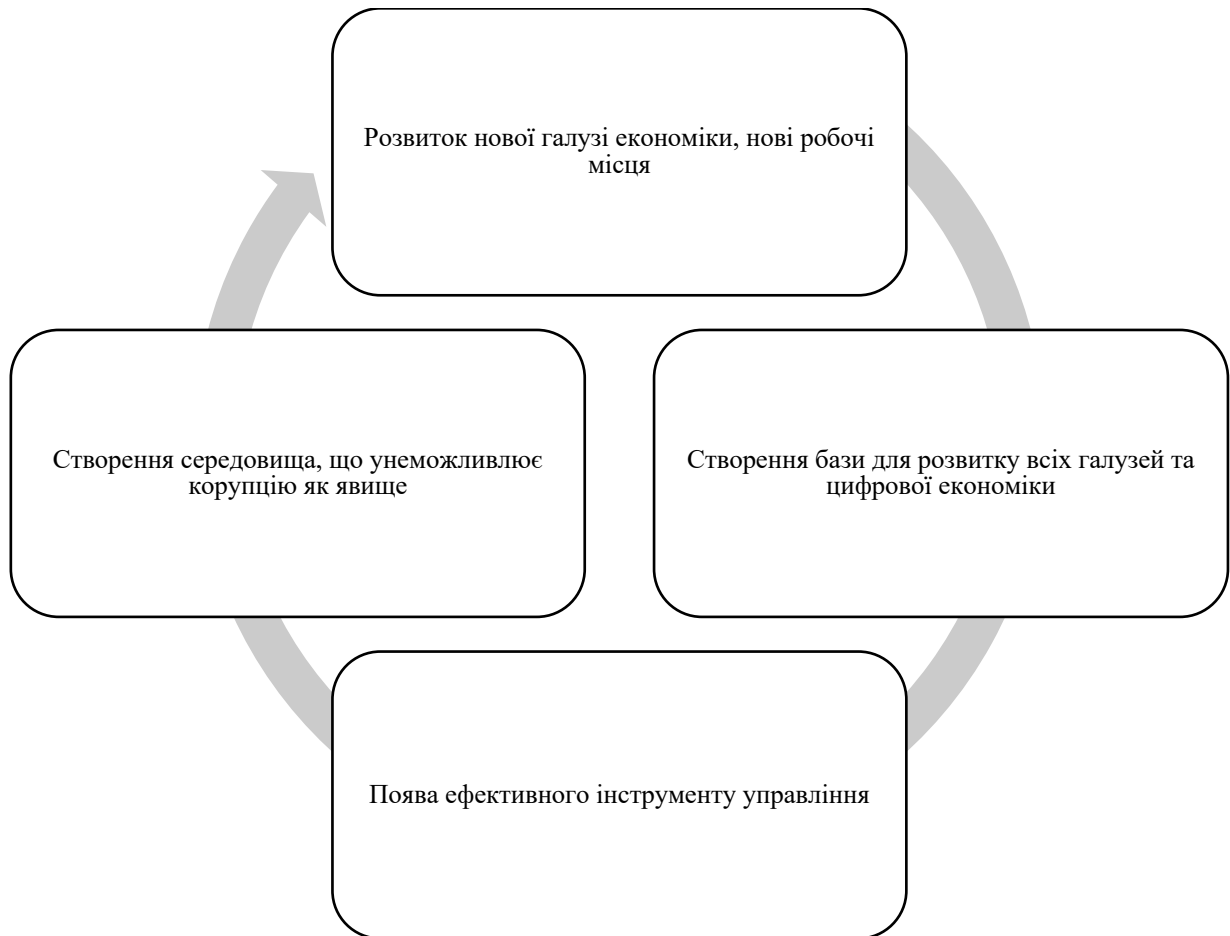 Розвиток нової галузі економіки, нові робочі
місця
Створення середовища, що унеможливлює
корупцію як явище
Створення бази для розвитку всіх галузей та
цифрової економіки
Поява ефективного інструменту управління